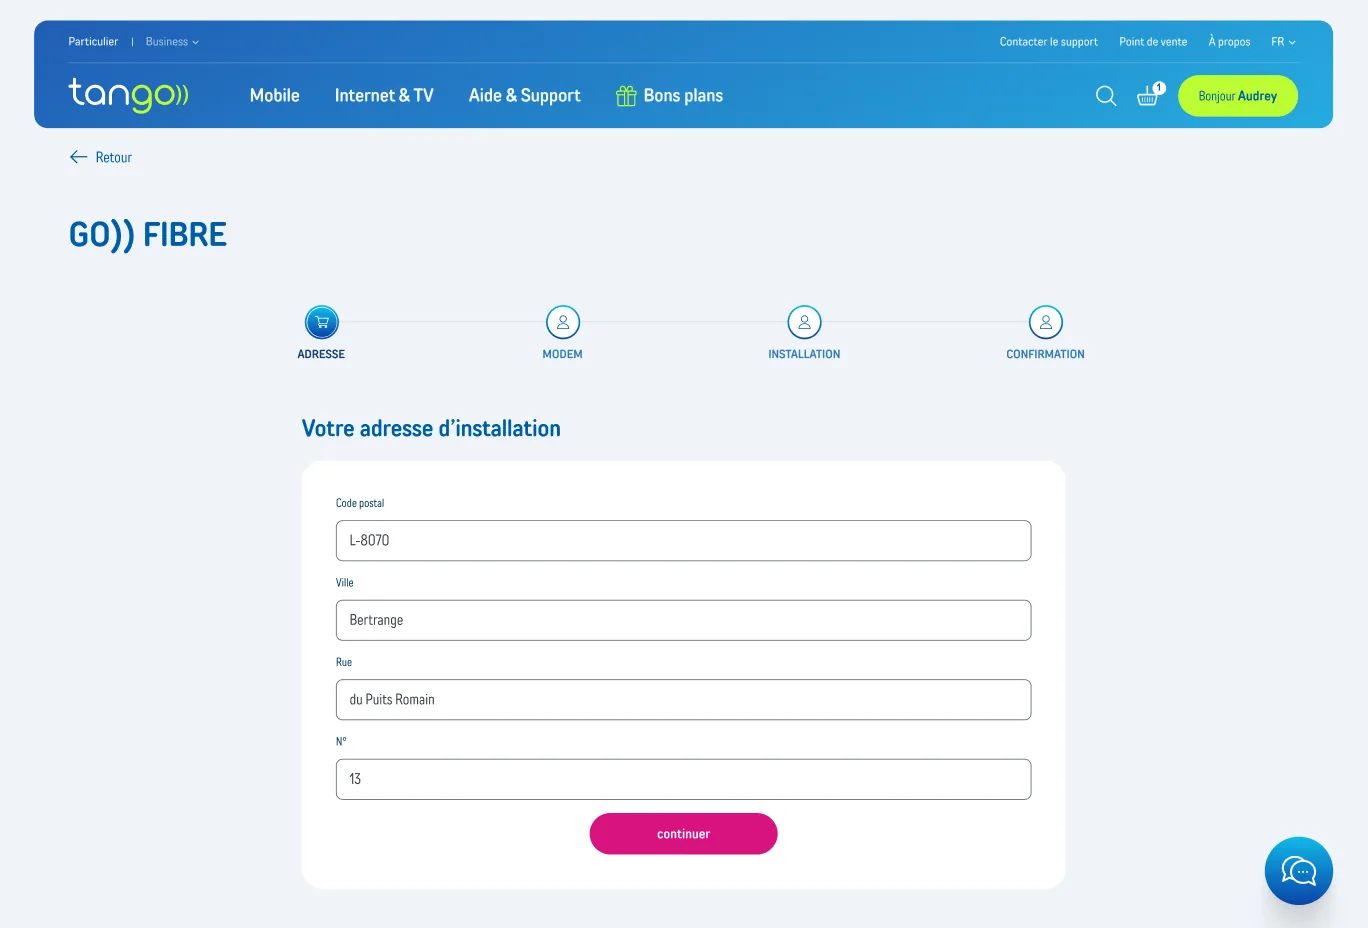 Particulier | Business
Contacter le support Point de vente À propos FR
tango))
Mobile Internet & TV Aide & Support Bons plans
1
Bonjour Audrey
Retour
GO)) FIBRE
ADRESSE MODEM INSTALLATION CONFIRMATION
Votre adresse d’installation
Code postal
L-8070
Ville
Bertrange
Rue
du Puits Romain
N°
13
continuer